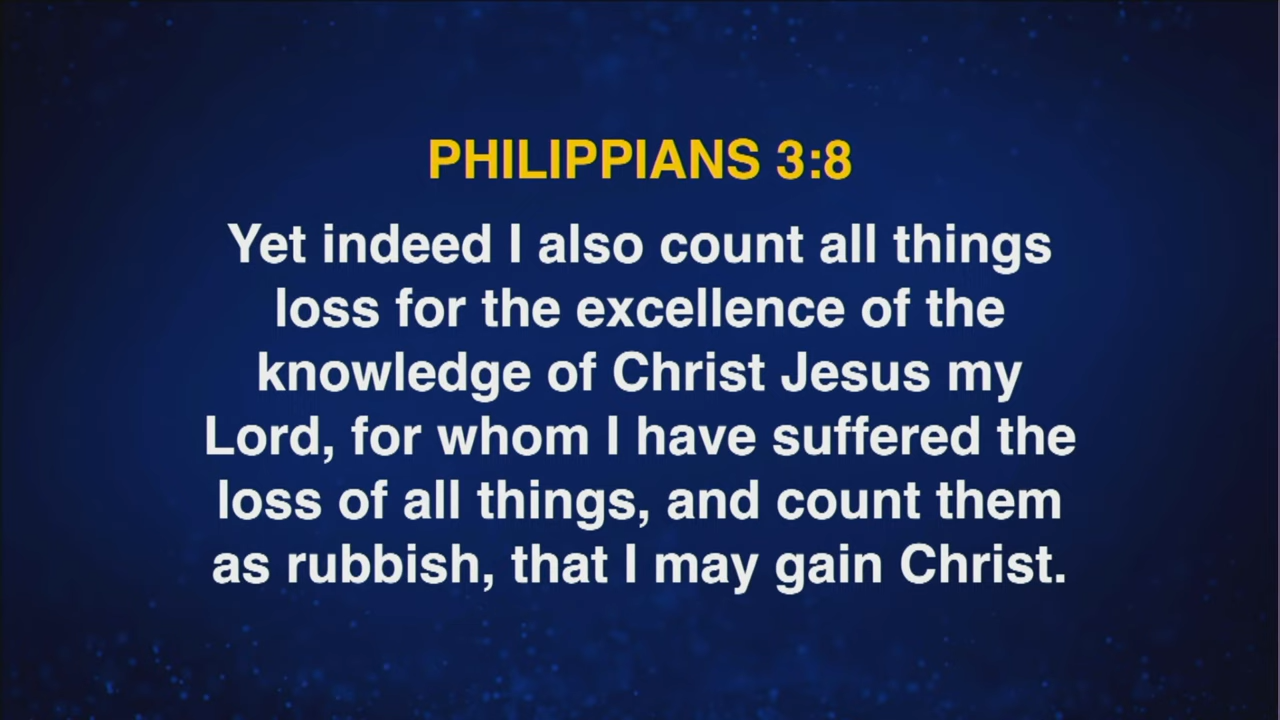 PHILIPPIANS 3:8
Yet indeed I also count all things
loss for the excellence of the
knowledge of Christ Jesus my
Lord, for whom I have suffered the
loss of all things, and count them
as rubbish, that I may gain Christ.